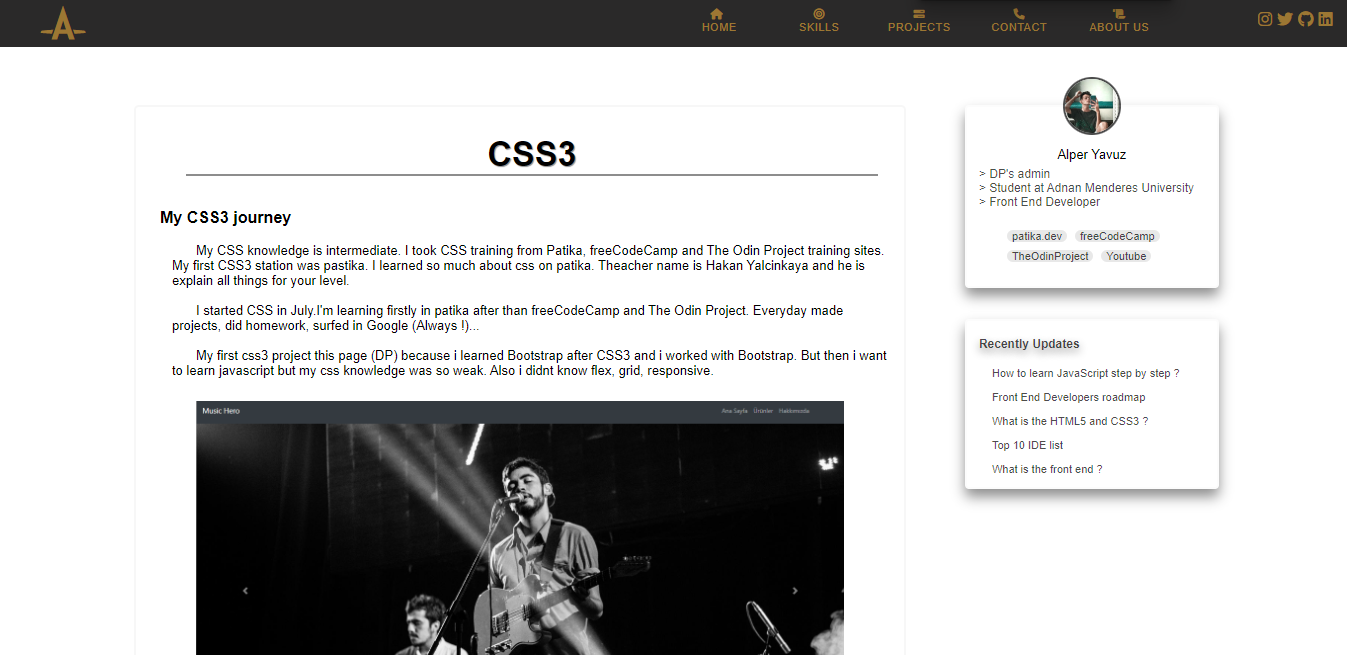 HOME
SKILLS
PROJECTS
CONTACT
ABOUT US
CSS3
My CSS3 journey
My CSS knowledge is intermediate. I took CSS training from Patika, freeCodeCamp and The Odin Project training sites.
My first CSS3 station was pastika. I learned so much about css on patika. Theacher name is Hakan Yalcinkaya and he is
explain all things for your level.
I started CSS in July.I'm learning firstly in patika after than freeCodeCamp and The Odin Project. Everyday made
projects, did homework, surfed in Google (Always !)...
My first css3 project this page (DP) because i learned Bootstrap after CSS3 and i worked with Bootstrap. But then i want
to learn javascript but my css knowledge was so weak. Also i didnt know flex, grid, responsive.
Music Hero
Ana Sayfa Ürünler Hakkımızda
Alper Yavuz
> DP's admin
> Student at Adnan Menderes University
> Front End Developer
patika.dev freeCodeCamp
TheOdinProject Youtube
Recently Updates
How to learn JavaScript step by step ?
Front End Developers roadmap
What is the HTML5 and CSS3 ?
Top 10 IDE list
What is the front end ?